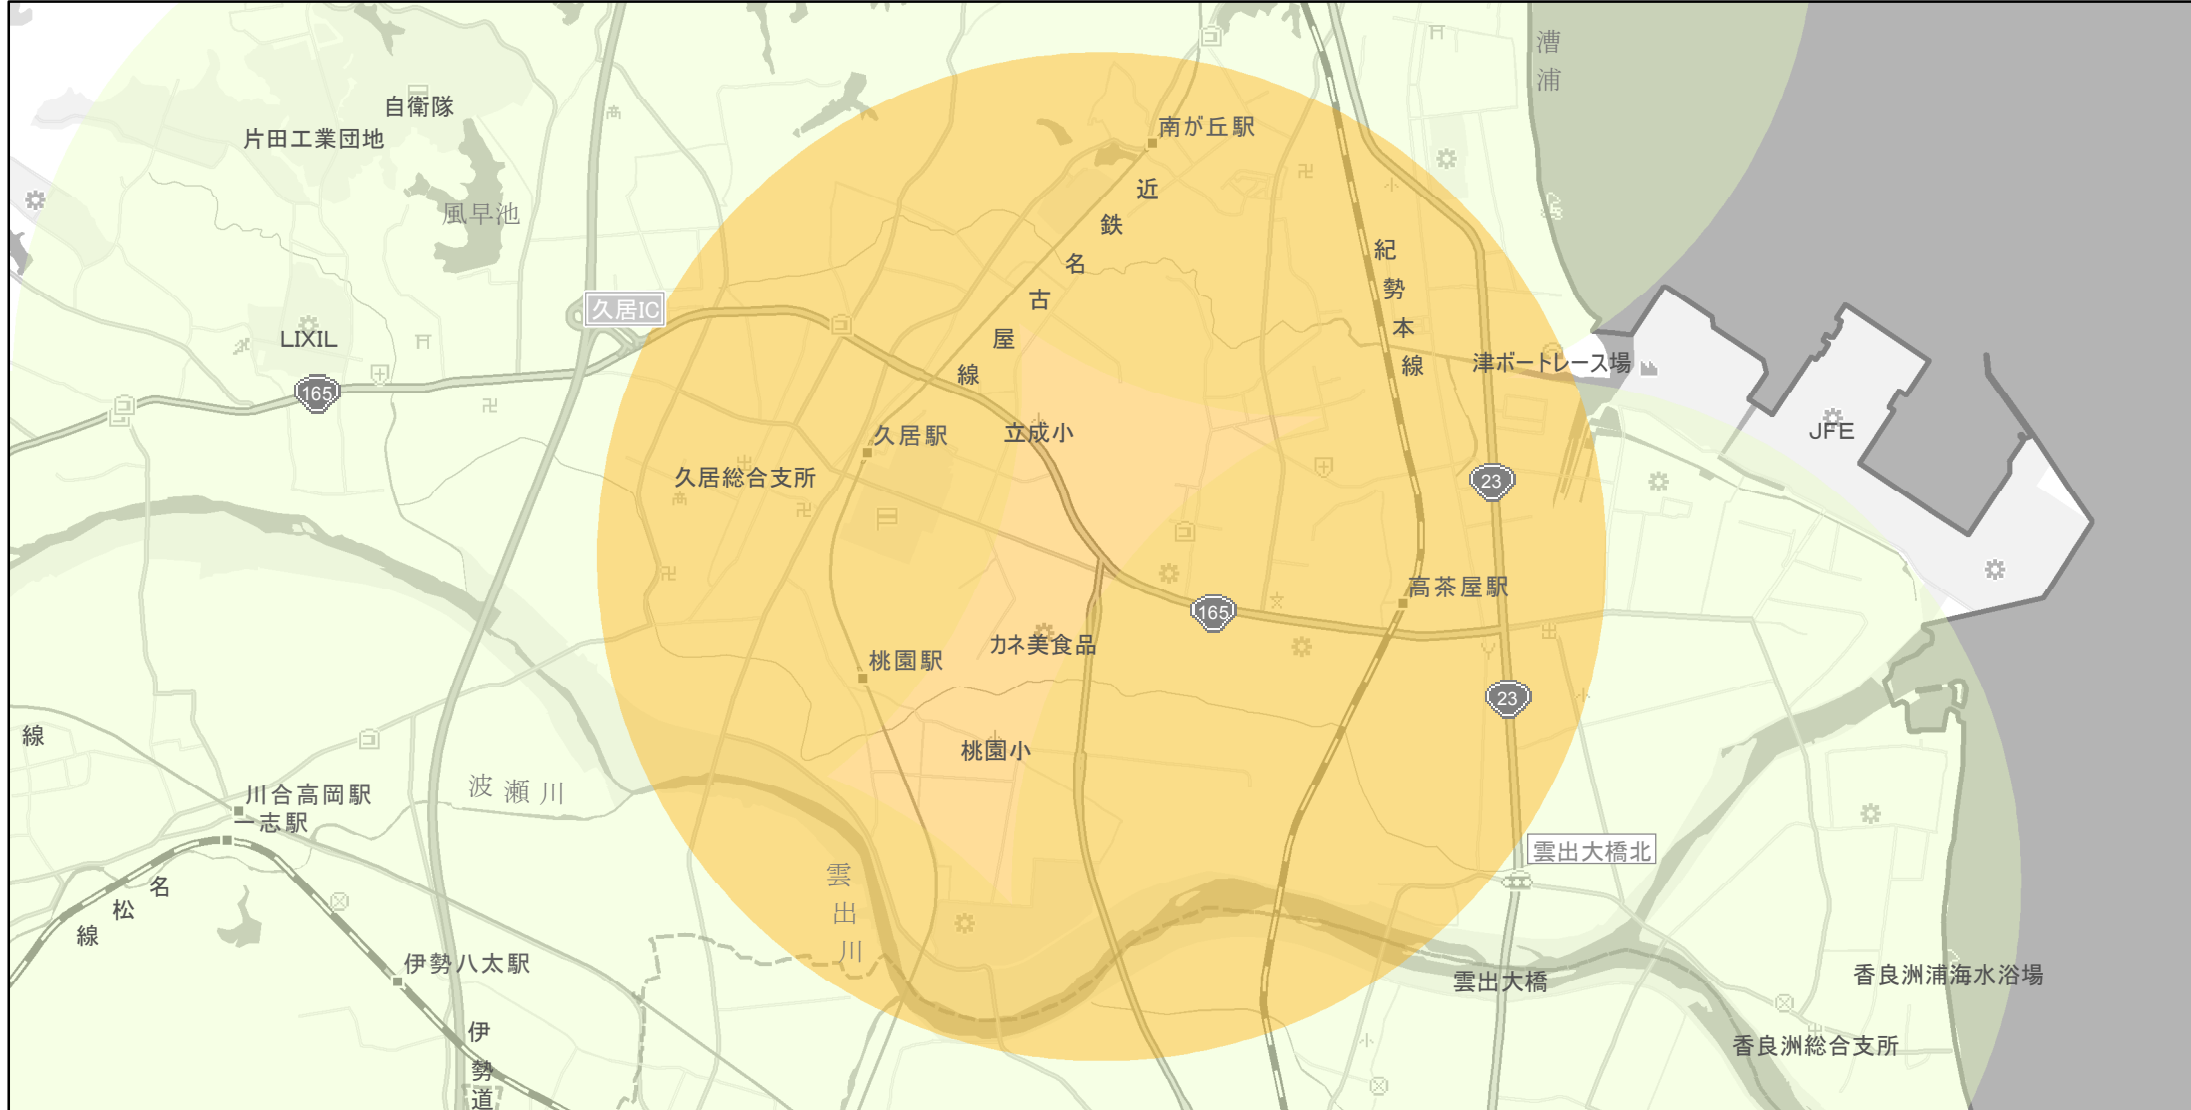 漕浦
自衛隊
片田工業団地
南が丘駅
近鉄名古屋線
風早池
紀勢本線
久居IC
LIXIL
津ボートレース場
165
久居駅
立成小
JFE
久居総合支所
23
高茶屋駅
165
カネ美食品
桃園駅
23
線
桃園小
波瀬川
川合高岡駅
一志駅
雲出大橋北
雲出川
名松線
伊勢八太駅
雲出大橋
香良洲浦海水浴場
伊勢道
香良洲総合支所